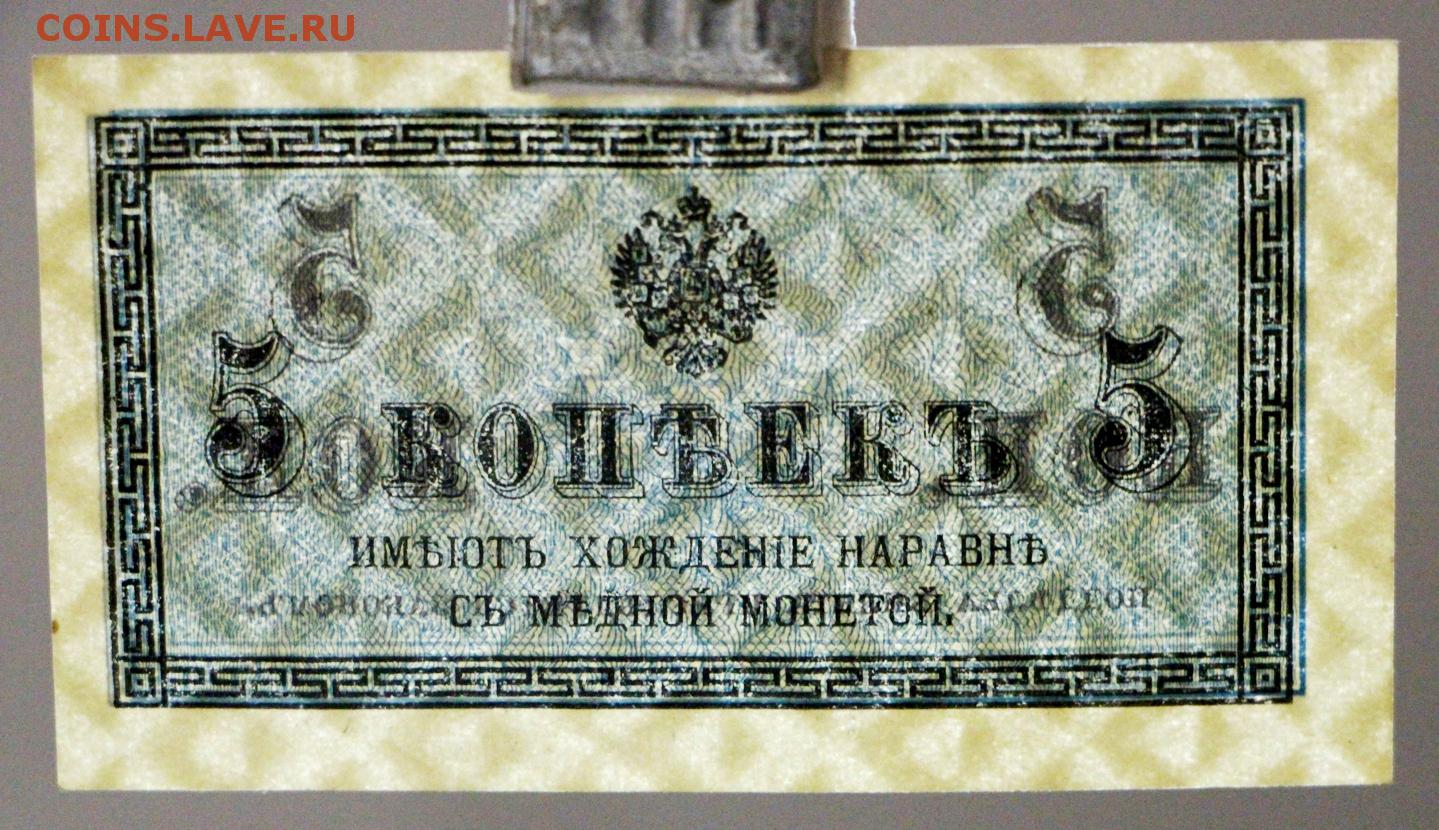 COINS.LAVE.RU
5 5
5 КОПѢЕКЪ 5
ИМѢЮТЪ ХОЖДЕНІЕ НАРАВНѢ
СЪ МѢДНОЙ МОНЕТОЙ.